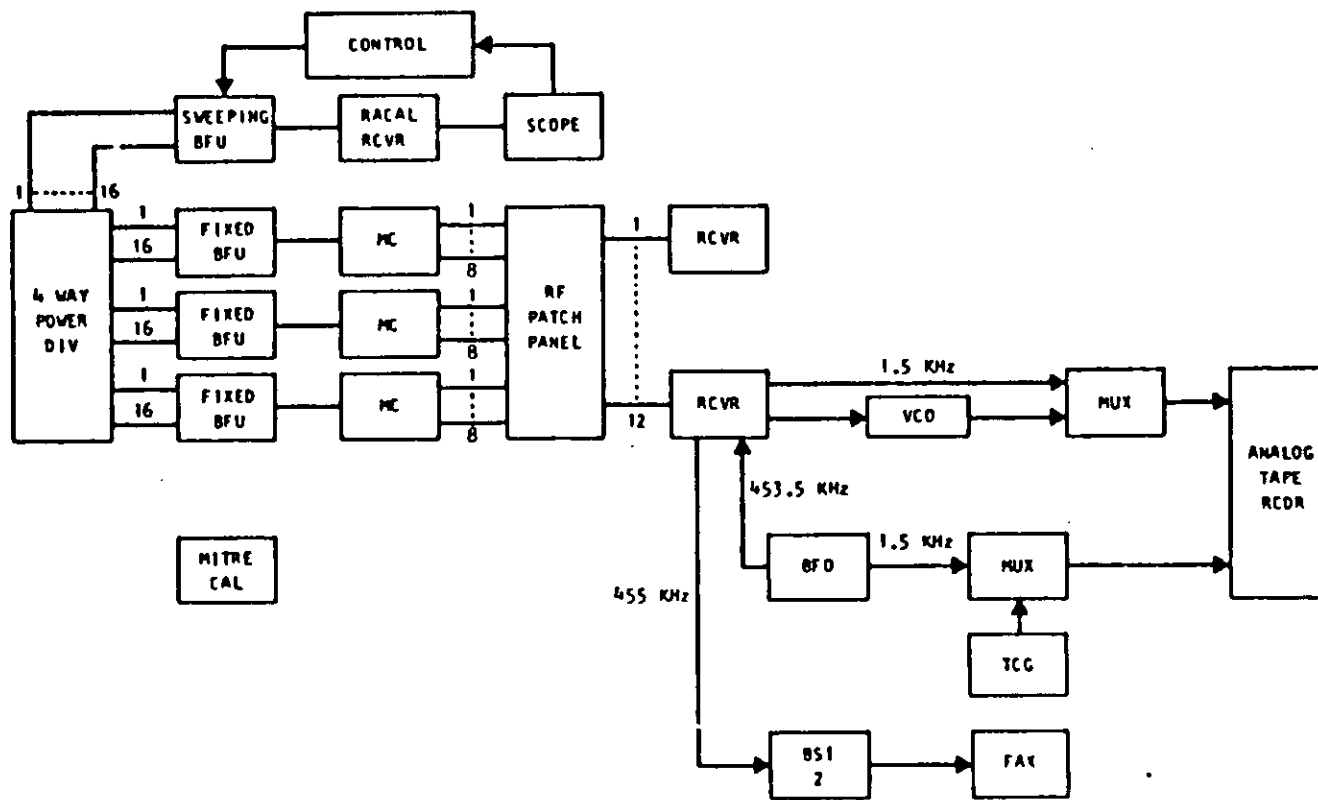 CONTROL
SWEEPING
BFU
RACAL
RCVR
SCOPE
1
16
4 WAY
POWER
DIV
1
16
FIXED
BFU
MC
1
8
1
16
FIXED
BFU
MC
1
8
1
16
FIXED
BFU
MC
1
8
RF
PATCH
PANEL
1
12
RCVR
RCVR
1.5 KHz
VCO
MUX
ANALOG
TAPE
RCDR
453.5 KHz
BFO
1.5 KHz
MUX
TCG
455 KHz
BSI
2
FAX
MITRE
CAL